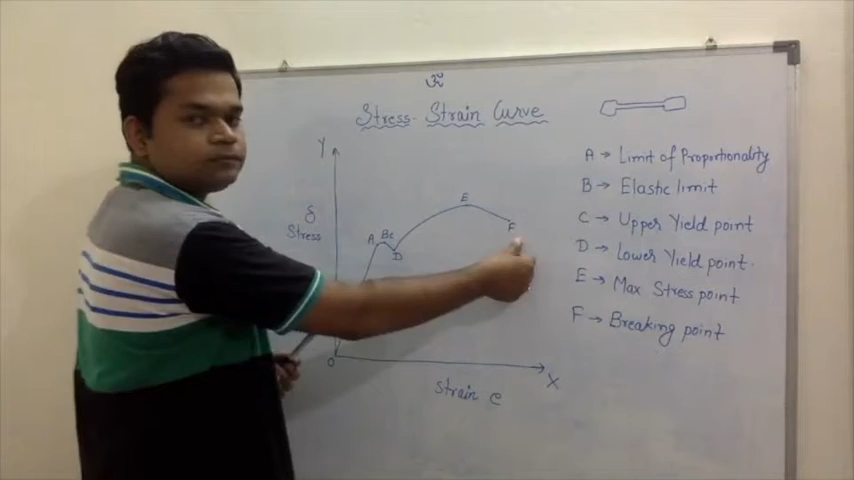 ॐ
Stress-Strain Curve
Y
δ
Stress
A
B
c
D
E
F
O
X
Strain e
A → Limit of Proportionality
B → Elastic limit
C → Upper Yield point
D → Lower Yield point.
E → Max Stress point
F → Breaking point